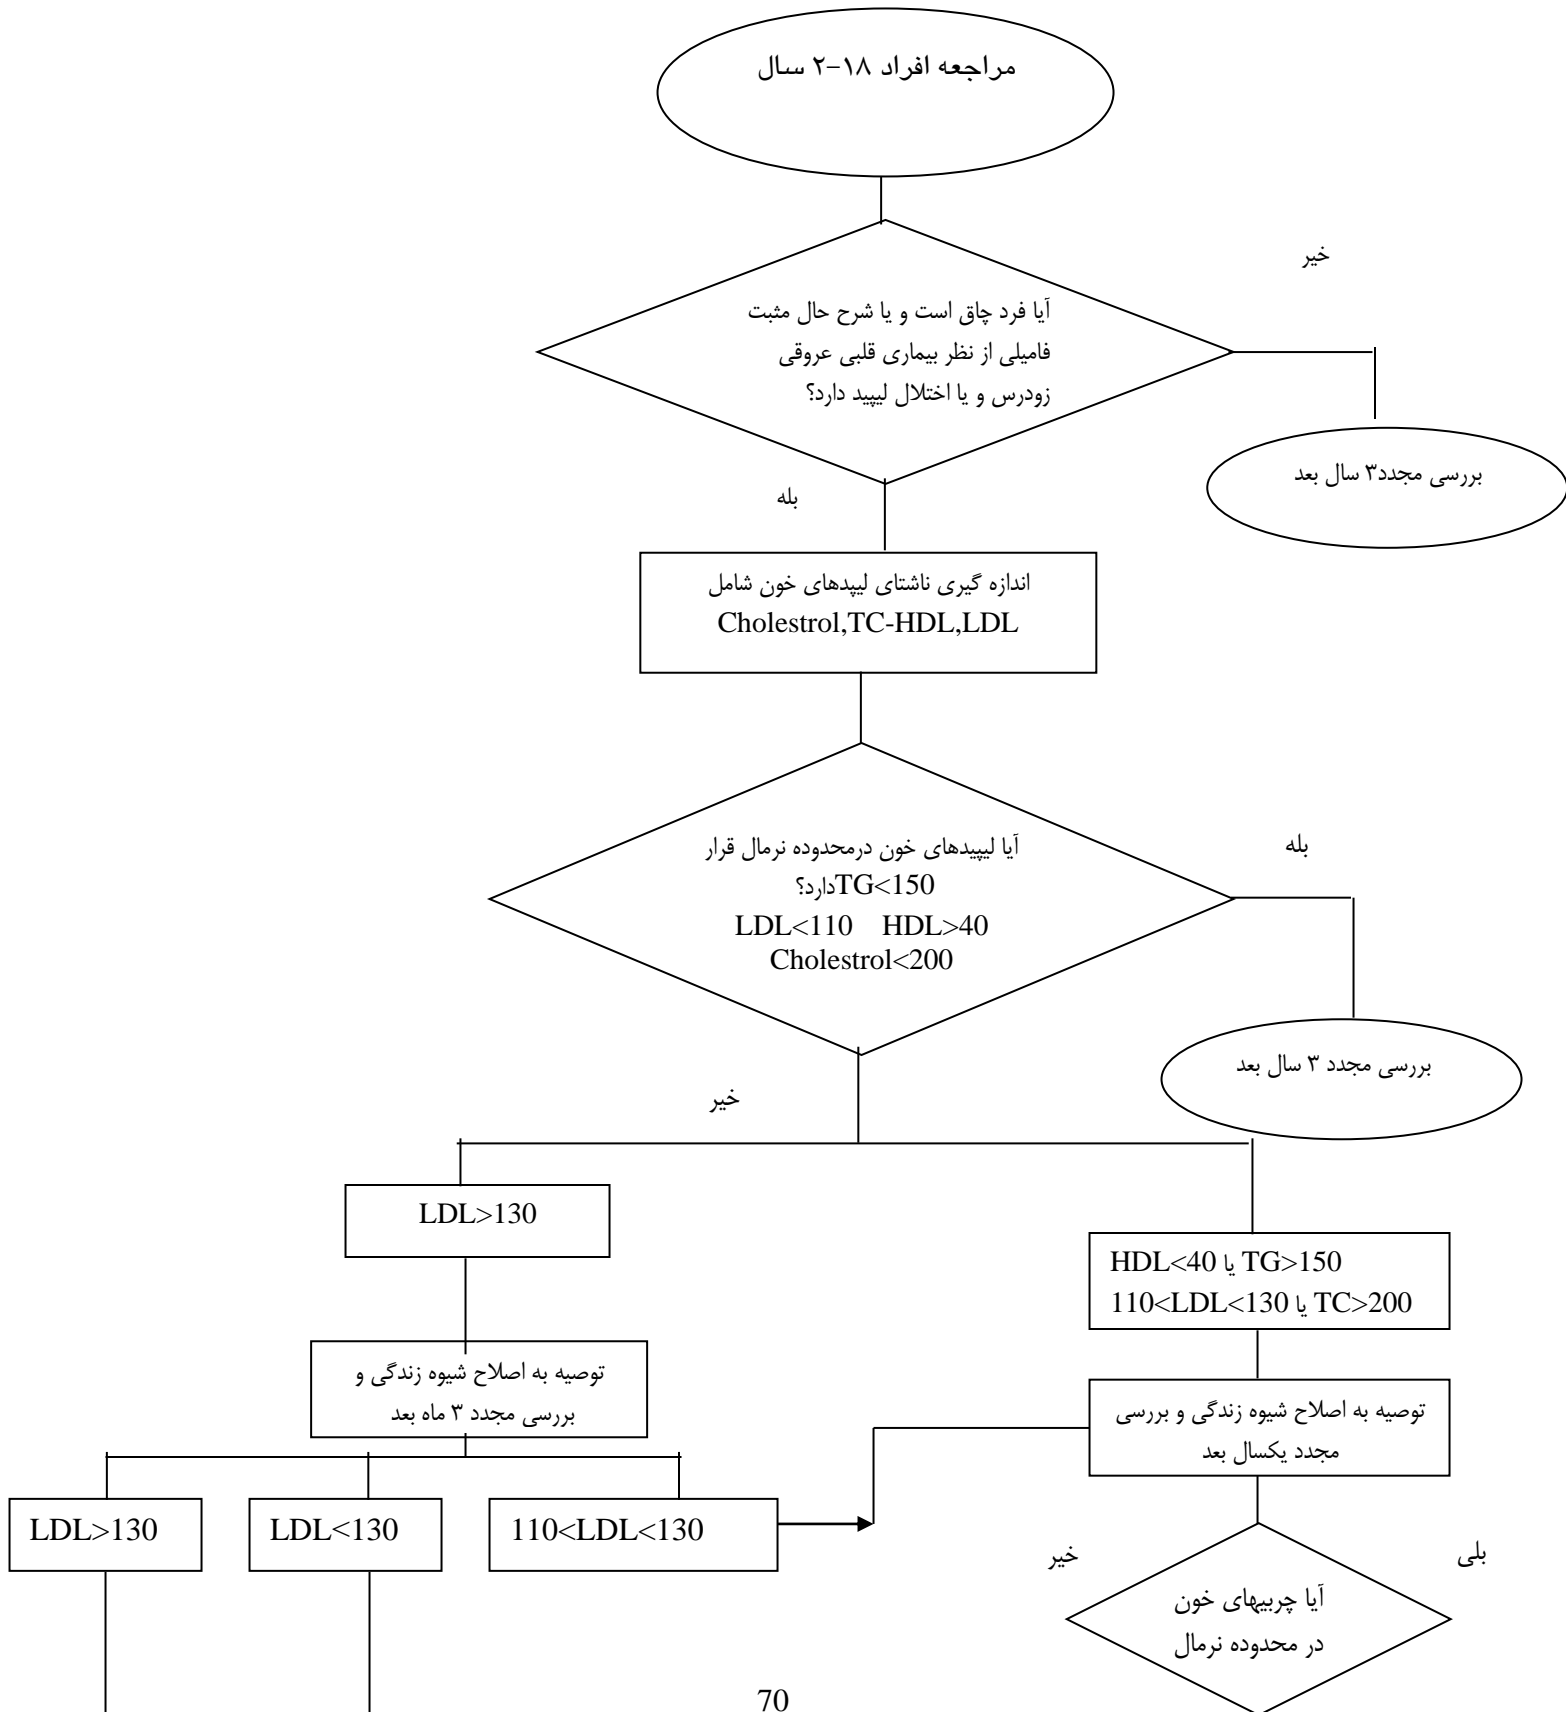 مراجعه افراد ۱۸-۲ سال
خیر
آیا فرد چاق است و یا شرح حال مثبت
فامیلی از نظر بیماری قلبی عروقی
زودرس و یا اختلال لیپید دارد؟
بررسی مجدد۳ سال بعد
بله
اندازه گیری ناشتای لیپدهای خون شامل
Cholestrol,TC-HDL,LDL
آیا لیپیدهای خون درمحدوده نرمال قرار
دارد؟TG<150
LDL<110 HDL>40
Cholestrol<200
بله
بررسی مجدد ۳ سال بعد
خیر
LDL>130
HDL<40 یا TG>150
110<LDL<130 یا TC>200
توصیه به اصلاح شیوه زندگی و
بررسی مجدد ۳ ماه بعد
توصیه به اصلاح شیوه زندگی و بررسی
مجدد یکسال بعد
LDL>130
LDL<130
110<LDL<130
خیر
بلی
آیا چربیهای خون
در محدوده نرمال
70